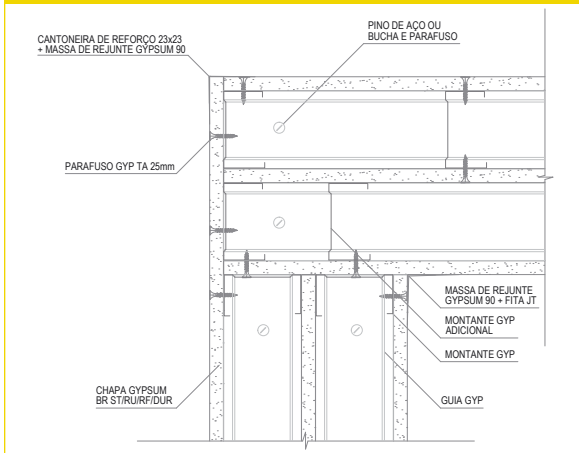 CANTONEIRA DE REFORÇO 23x23
+ MASSA DE REJUNTE GYPSUM 90
PINO DE AÇO OU
BUCHA E PARAFUSO
PARAFUSO GYP TA 25mm
MASSA DE REJUNTE
GYPSUM 90 + FITA JT
MONTANTE GYP
ADICIONAL
MONTANTE GYP
CHAPA GYPSUM
BR ST/RU/RF/DUR
GUIA GYP